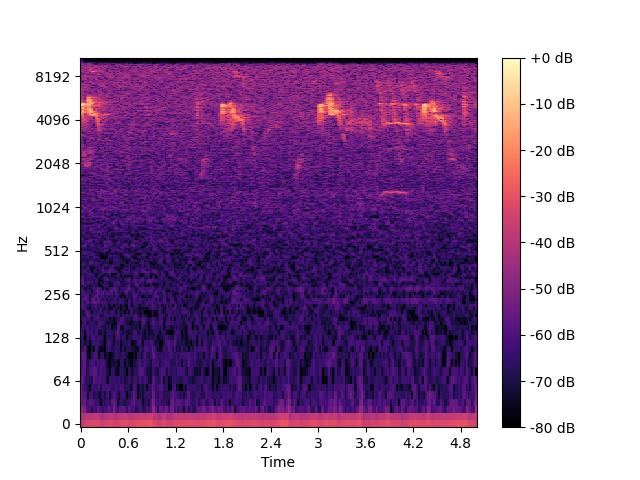 8192
4096
2048
1024
512
256
128
64
0
Hz
0 0.6 1.2 1.8 2.4 3 3.6 4.2 4.8
Time
+0 dB
-10 dB
-20 dB
-30 dB
-40 dB
-50 dB
-60 dB
-70 dB
-80 dB